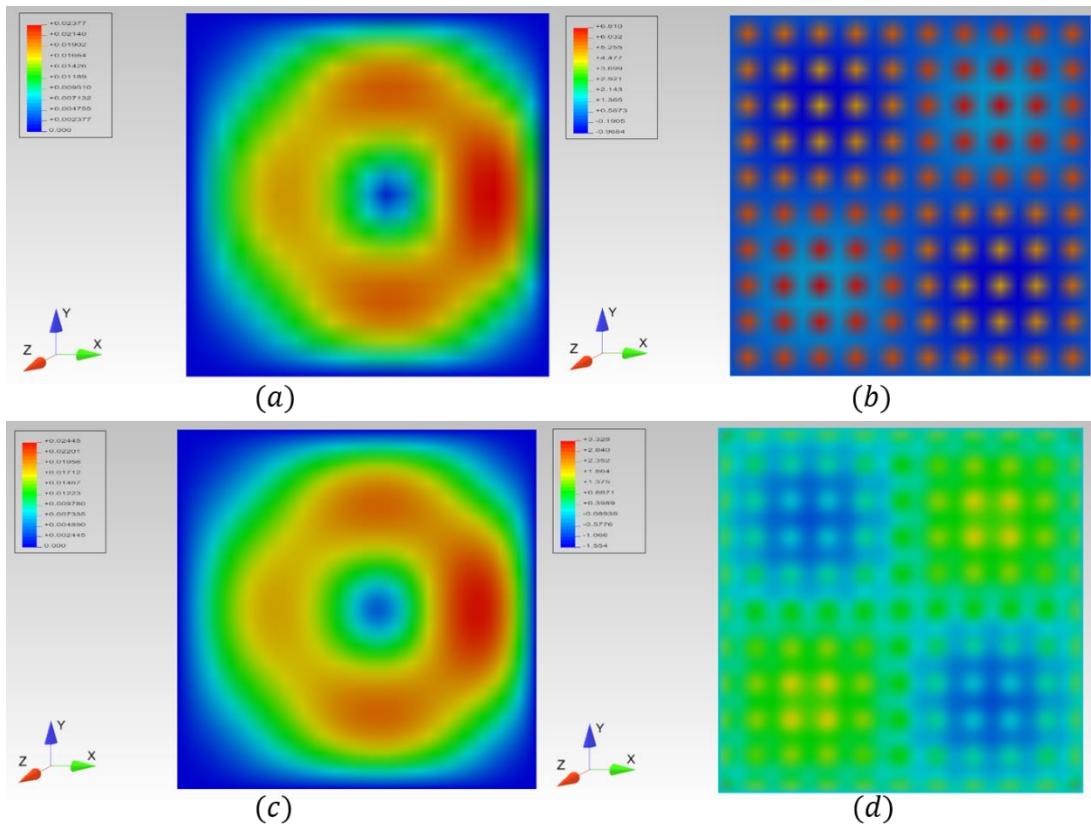 +0.02377
+0.02140
+0.01902
+0.01664
+0.01426
+0.01189
+0.009510
+0.007132
+0.004755
+0.002377
0.000
Y
Z
X
(a)
+6.810
+6.032
+5.255
+4.477
+3.699
+2.921
+2.143
+1.365
+0.5873
-0.1905
-0.9684
Y
Z
X
(b)
+0.02445
+0.02201
+0.01956
+0.01712
+0.01467
+0.01223
+0.009780
+0.007335
+0.004890
+0.002445
0.000
Y
Z
X
(c)
+3.328
+2.840
+2.352
+1.864
+1.375
+0.8871
+0.3989
-0.08938
-0.5776
-1.066
-1.554
Y
Z
X
(d)